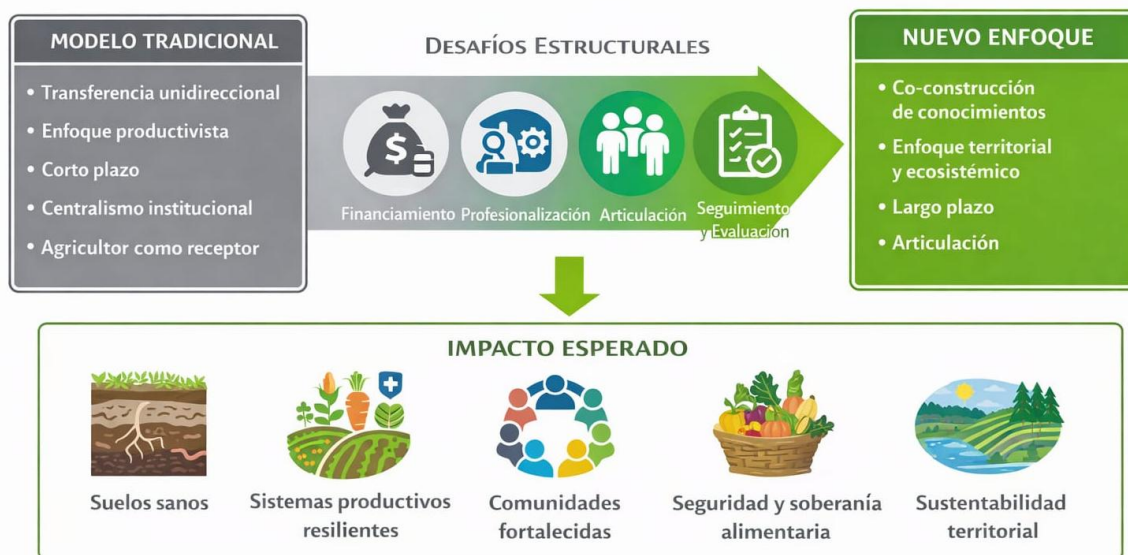 MODELO TRADICIONAL
• Transferencia unidireccional
• Enfoque productivista
• Corto plazo
• Centralismo institucional
• Agricultor como receptor
DESAFÍOS ESTRUCTURALES
$
Financiamiento
Profesionalización
Articulación
Seguimiento
y Evaluacion
NUEVO ENFOQUE
• Co-construcción
de conocimientos
• Enfoque territorial
y ecosistémico
• Largo plazo
• Articulación
IMPACTO ESPERADO
Suelos sanos
Sistemas productivos
resilientes
Comunidades
fortalecidas
Seguridad y soberanía
alimentaria
Sustentabilidad
territorial